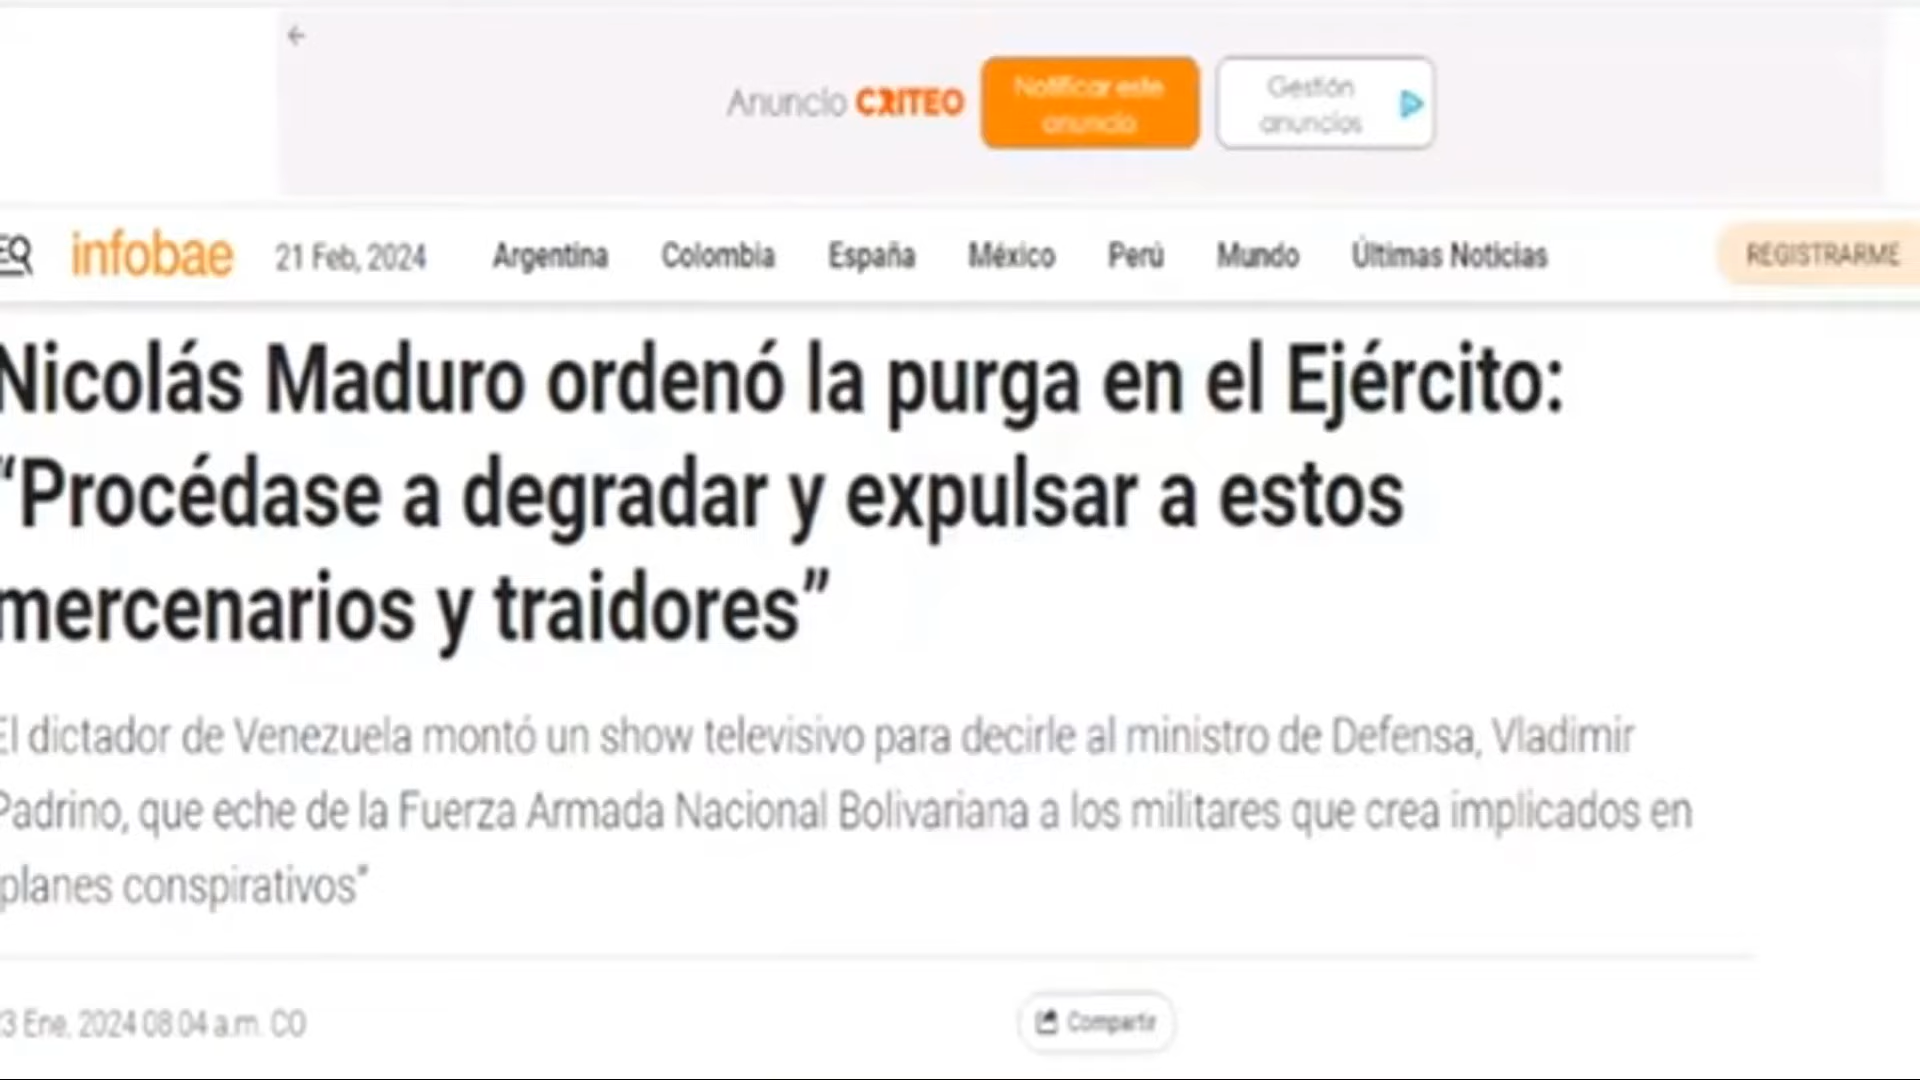 Anuncio CRITEO
Notificar este
anuncio
Gestión
anuncios
infobae 21 Feb, 2024 Argentina Colombia España México Perú Mundo Últimas Noticias REGISTRARME
Nicolás Maduro ordenó la purga en el Ejército:
“Procédase a degradar y expulsar a estos
mercenarios y traidores”
El dictador de Venezuela montó un show televisivo para decirle al ministro de Defensa, Vladimir
Padrino, que eche de la Fuerza Armada Nacional Bolivariana a los militares que crea implicados en
planes conspirativos”
3 Ene, 2024 08:04 a.m. CO
Compartir